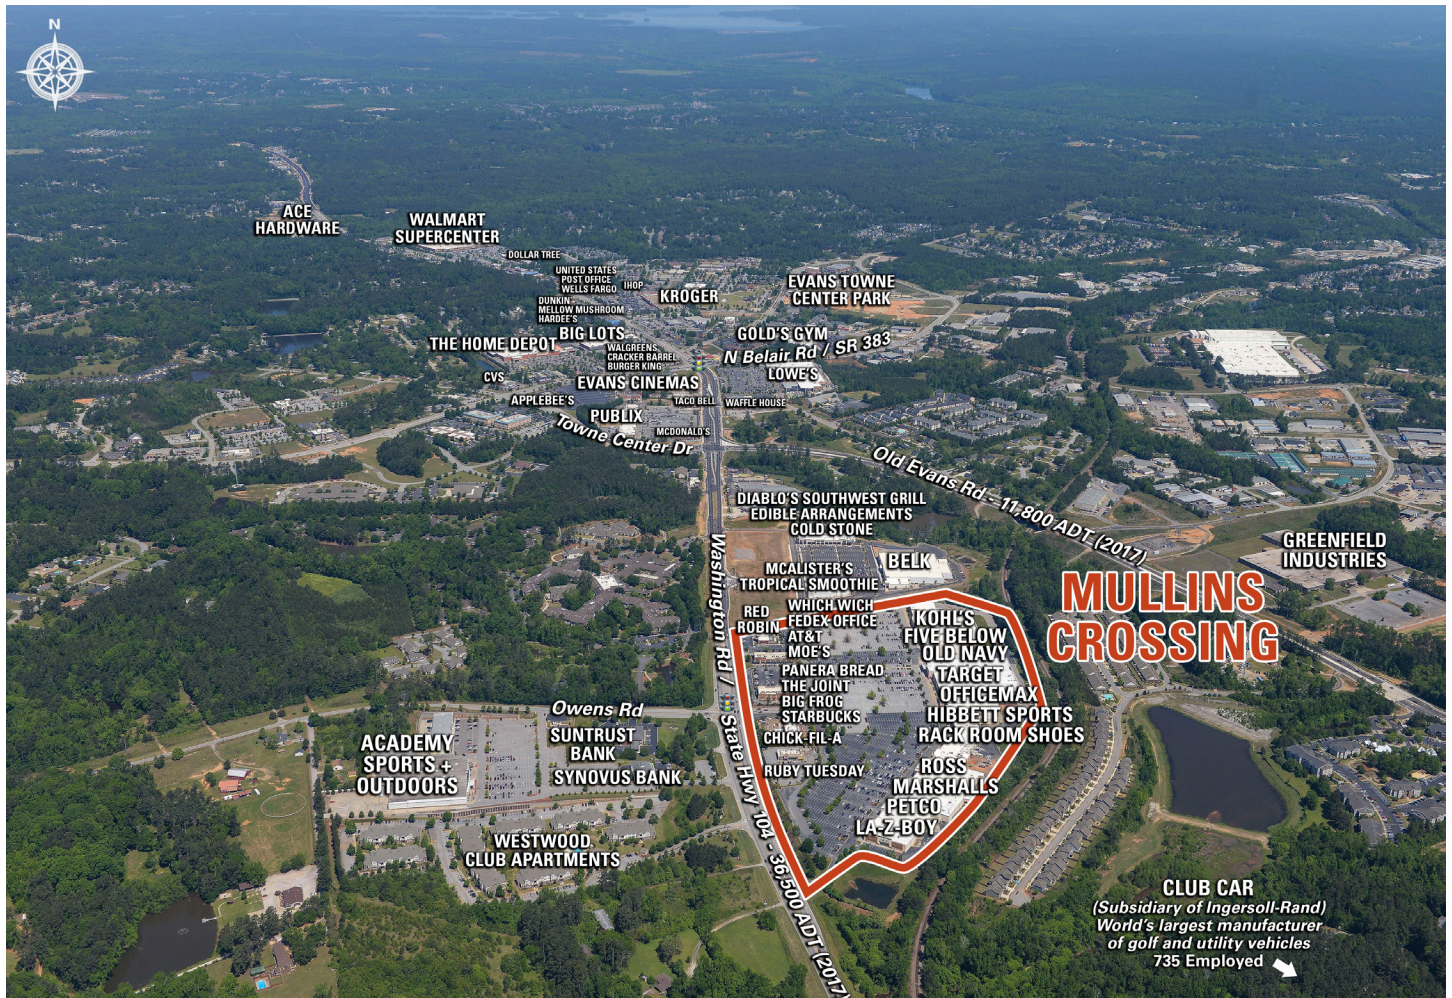 N
ACE
HARDWARE
WALMART
SUPERCENTER
DOLLAR TREE
UNITED STATES
POST OFFICE
WELLS FARGO
IHOP
KROGER
EVANS TOWNE
CENTER PARK
DUNKIN'
MELLOW MUSHROOM
HARDEE'S
BIG LOTS
GOLD'S GYM
THE HOME DEPOT
WALGREENS
CRACKER BARREL
BURGER KING
N Belair Rd / SR 383
LOWE'S
CVS
EVANS CINEMAS
APPLEBEE'S
TACO BELL
WAFFLE HOUSE
PUBLIX
MCDONALD'S
Towne Center Dr
Old Evans Rd - 11,800 ADT (2017)
DIABLO'S SOUTHWEST GRILL
EDIBLE ARRANGEMENTS
COLD STONE
GREENFIELD
INDUSTRIES
BELK
MCALISTER'S
TROPICAL SMOOTHIE
MULLINS
CROSSING
Washington Rd / State Hwy 104 - 36,500 ADT (2017)
RED
ROBIN
WHICH WICH
FEDEX OFFICE
AT&T
MOE'S
KOHL'S
FIVE BELOW
OLD NAVY
PANERA BREAD
THE JOINT
BIG FROG
STARBUCKS
TARGET
OFFICEMAX
HIBBETT SPORTS
RACK ROOM SHOES
Owens Rd
CHICK-FIL-A
SUNTRUST
BANK
ACADEMY
SPORTS +
OUTDOORS
SYNOVUS BANK
RUBY TUESDAY
ROSS
MARSHALLS
PETCO
LA-Z-BOY
WESTWOOD
CLUB APARTMENTS
CLUB CAR
(Subsidiary of Ingersoll-Rand)
World's largest manufacturer
of golf and utility vehicles
735 Employed